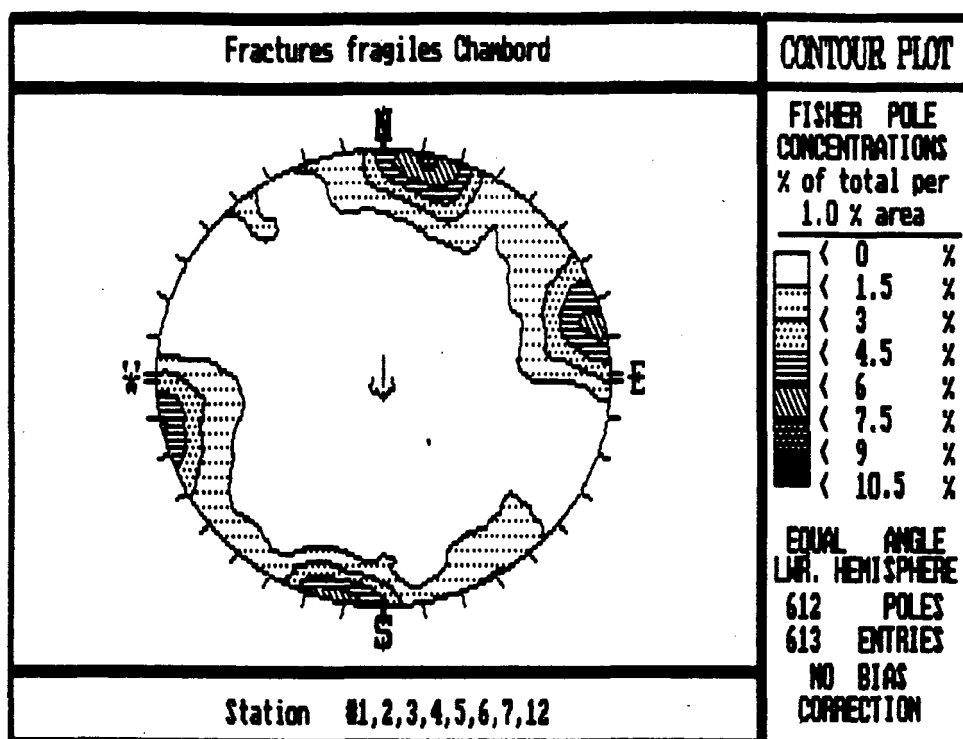 Fractures fragiles Chambord
CONTOUR PLOT
N
W
E
S
FISHER POLE
CONCENTRATIONS
% of total per
1.0 % area
< 0 %
< 1.5 %
< 3 %
< 4.5 %
< 6 %
< 7.5 %
< 9 %
< 10.5 %
EQUAL ANGLE
LWR. HEMISPHERE
612 POLES
613 ENTRIES
NO BIAS
CORRECTION
Station #1,2,3,4,5,6,7,12